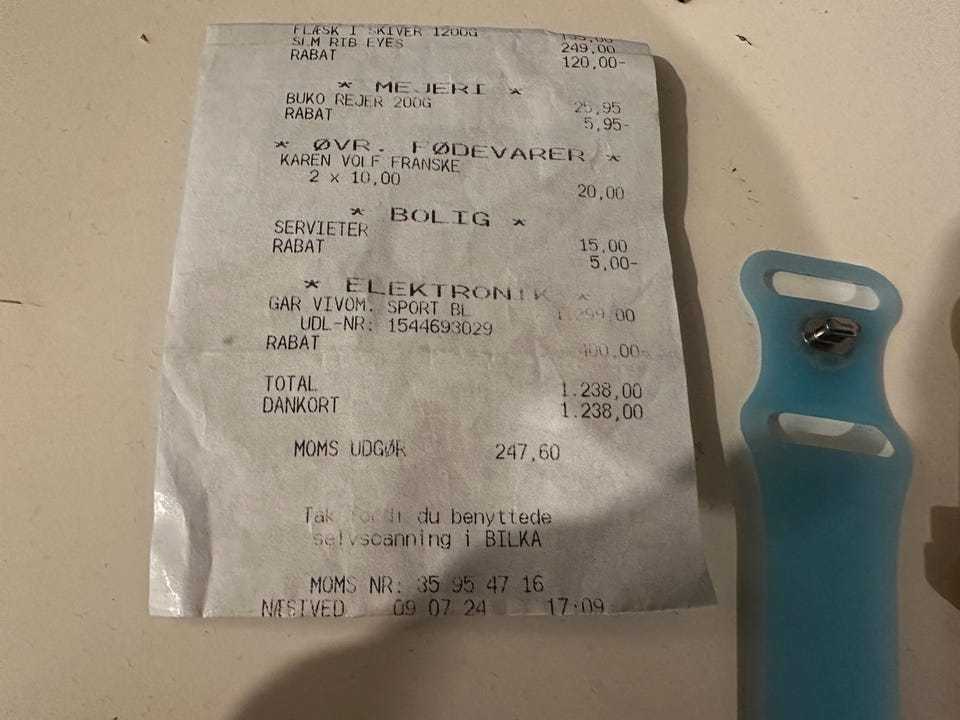 FLÆSK I SKIVER 1200G
SLM RIB EYES 249,00
RABAT 120,00-
* MEJERI *
BUKO REJER 200G 25,95
RABAT 5,95-
* ØVR. FØDEVARER *
KAREN VOLF FRANSKE
2 x 10,00 20,00
* BOLIG *
SERVIETER 15,00
RABAT 5,00-
* ELEKTRONIK *
GAR VIVOM. SPORT BL 1.299,00
UDL-NR: 1544693029
RABAT 400,00-
TOTAL 1.238,00
DANKORT 1.238,00
MOMS UDGØR 247,60
Tak fordi du benyttede
selvscanning i BILKA
MOMS NR: 35 95 47 16
NÆSTVED 09 07 24 17:09